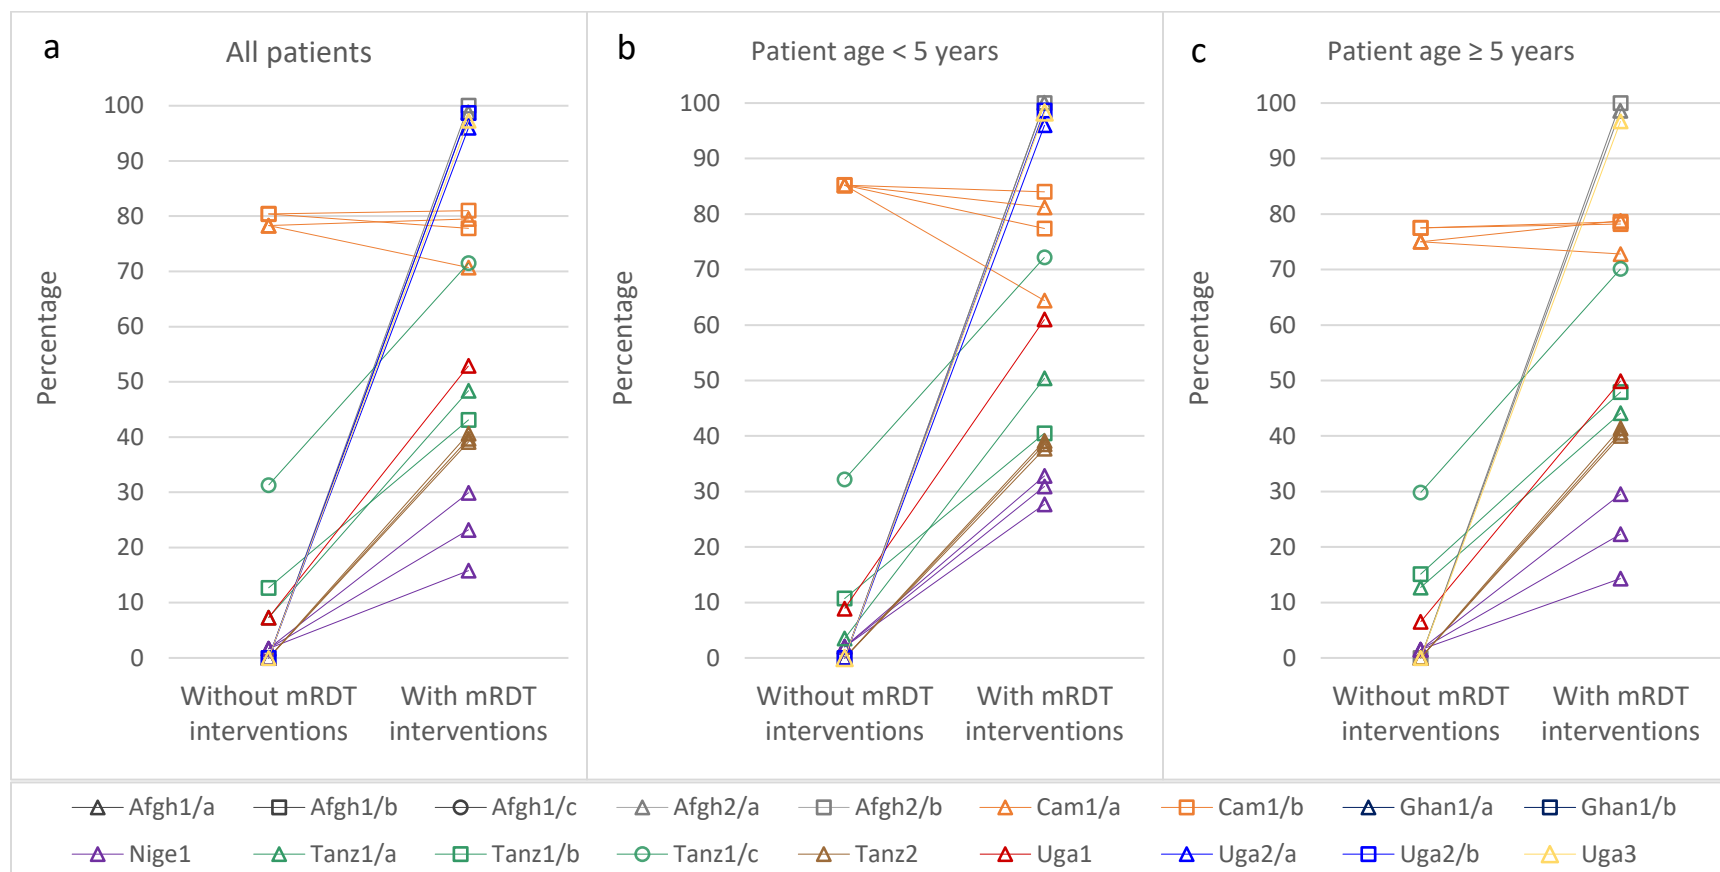 a All patients
b Patient age < 5 years
c Patient age ≥ 5 years
Percentage
100
90
80
70
60
50
40
30
20
10
0
Without mRDT interventions
With mRDT interventions
Percentage
100
90
80
70
60
50
40
30
20
10
0
Without mRDT interventions
With mRDT interventions
Percentage
100
90
80
70
60
50
40
30
20
10
0
Without mRDT interventions
With mRDT interventions
Afgh1/a Afgh1/b Afgh1/c Afgh2/a Afgh2/b Cam1/a Cam1/b Ghan1/a Ghan1/b
Nige1 Tanz1/a Tanz1/b Tanz1/c Tanz2 Uga1 Uga2/a Uga2/b Uga3